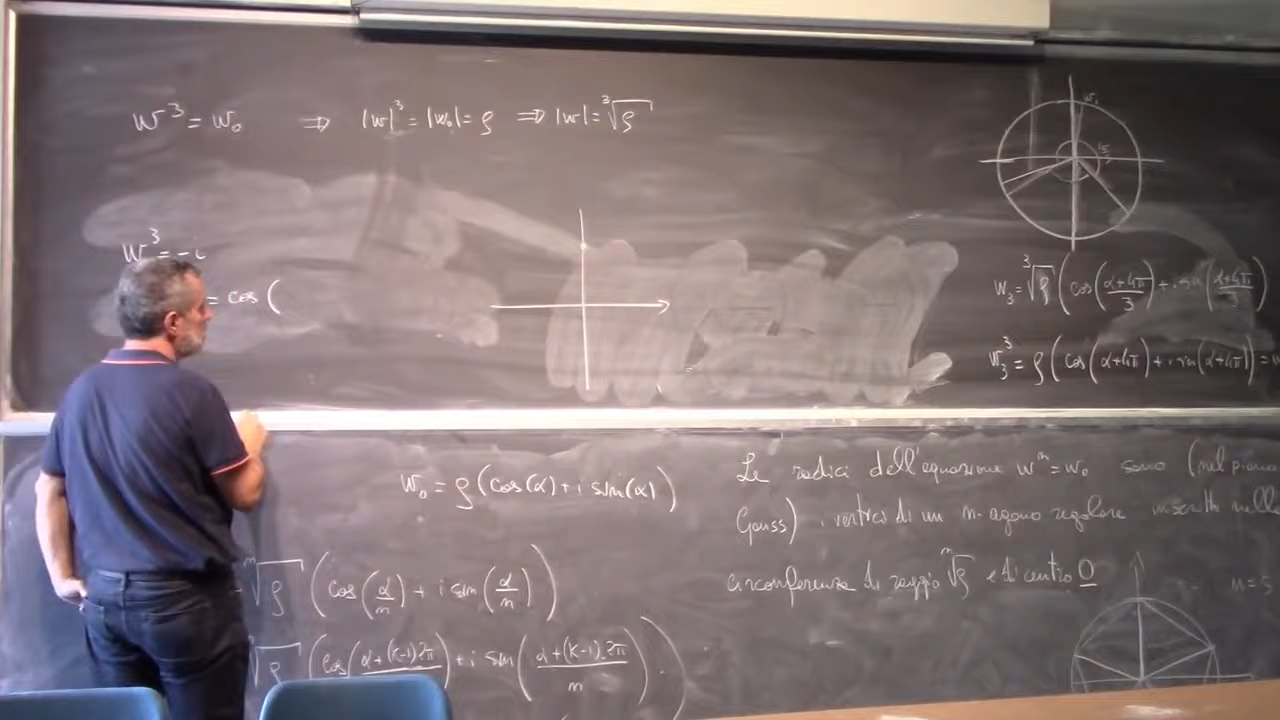 w³ = w₀ ⇒ |w|³ = |w₀| = ρ ⇒ |w| = ³√ρ
w³ = -i
= cos (
w₃ = ³√ρ (cos((α+4π)/3) + i sin((α+4π)/3))
w₃³ = ρ (cos(α+4π) + i sin(α+4π)) =
w₀ = ρ (cos(α) + i sin(α))
ⁿ√ρ (cos(α/n) + i sin(α/n))
√ρ (cos(α+(k-1)2π) + i sin((α+(k-1)·2π)/n)).
Le radici dell'equazione wⁿ = w₀ sono (nel piano
Gauss) i vertici di un n-agono regolare inscritto nella
circonferenza di raggio ⁿ√ρ e di centro O
n = 5